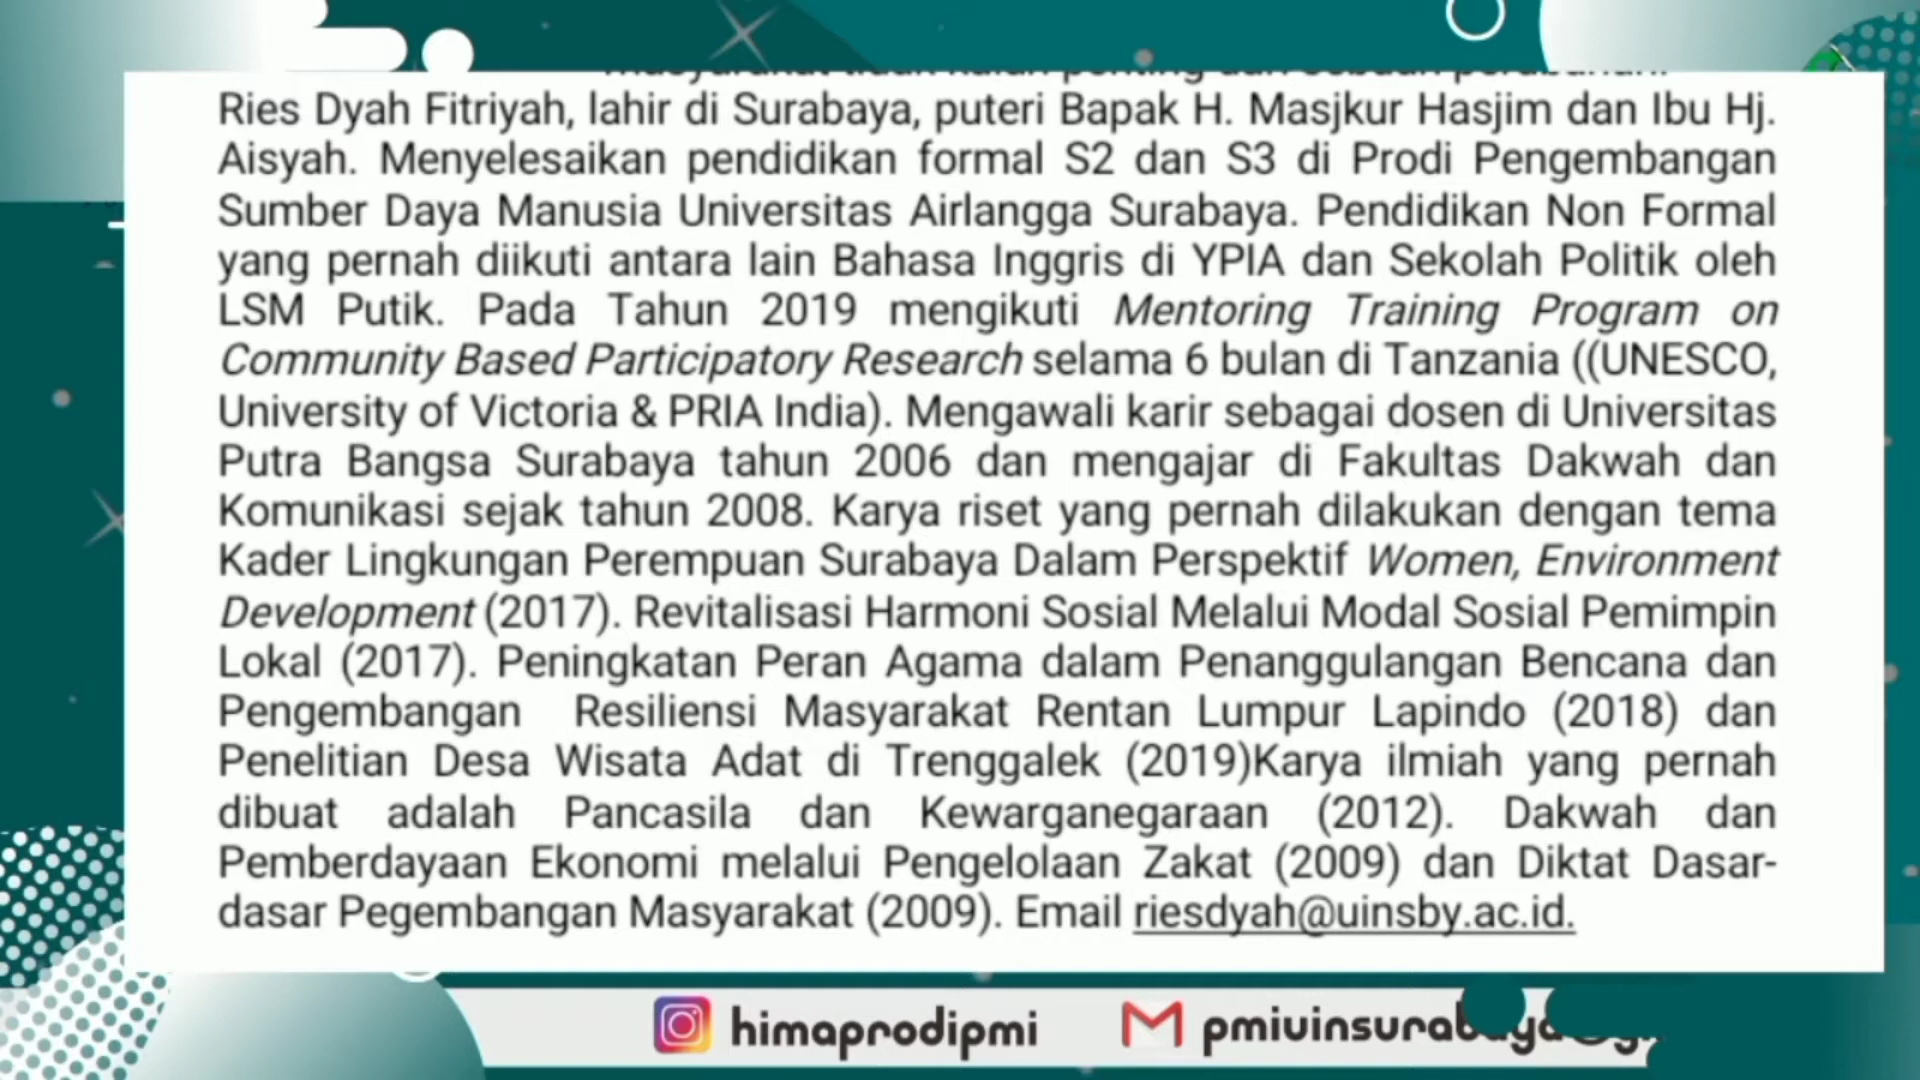 Ries Dyah Fitriyah, lahir di Surabaya, puteri Bapak H. Masjkur Hasjim dan Ibu Hj.
Aisyah. Menyelesaikan pendidikan formal S2 dan S3 di Prodi Pengembangan
Sumber Daya Manusia Universitas Airlangga Surabaya. Pendidikan Non Formal
yang pernah diikuti antara lain Bahasa Inggris di YPIA dan Sekolah Politik oleh
LSM Putik. Pada Tahun 2019 mengikuti Mentoring Training Program on
Community Based Participatory Research selama 6 bulan di Tanzania ((UNESCO,
University of Victoria & PRIA India). Mengawali karir sebagai dosen di Universitas
Putra Bangsa Surabaya tahun 2006 dan mengajar di Fakultas Dakwah dan
Komunikasi sejak tahun 2008. Karya riset yang pernah dilakukan dengan tema
Kader Lingkungan Perempuan Surabaya Dalam Perspektif Women, Environment
Development (2017). Revitalisasi Harmoni Sosial Melalui Modal Sosial Pemimpin
Lokal (2017). Peningkatan Peran Agama dalam Penanggulangan Bencana dan
Pengembangan Resiliensi Masyarakat Rentan Lumpur Lapindo (2018) dan
Penelitian Desa Wisata Adat di Trenggalek (2019)Karya ilmiah yang pernah
dibuat adalah Pancasila dan Kewarganegaraan (2012). Dakwah dan
Pemberdayaan Ekonomi melalui Pengelolaan Zakat (2009) dan Diktat Dasar-
dasar Pegembangan Masyarakat (2009). Email riesdyah@uinsby.ac.id.
himaprodipmi